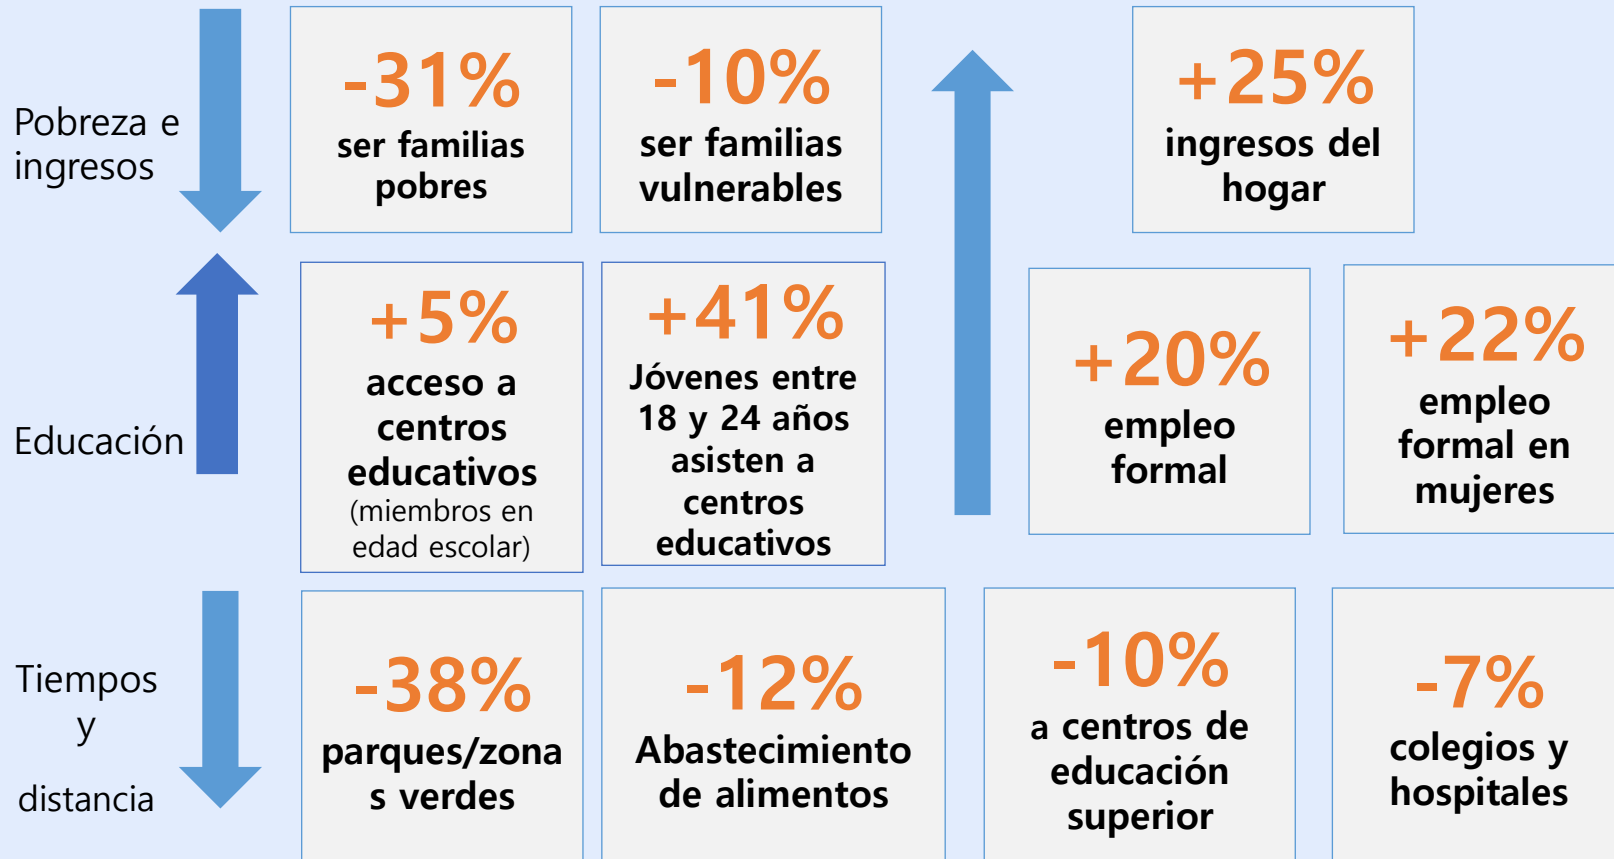 Pobreza e
ingresos
-31%
ser familias
pobres
-10%
ser familias
vulnerables
+25%
ingresos del
hogar
Educación
+5%
acceso a
centros
educativos
(miembros en
edad escolar)
+41%
Jóvenes entre
18 y 24 años
asisten a
centros
educativos
+20%
empleo
formal
+22%
empleo
formal en
mujeres
Tiempos
y
distancia
-38%
parques/zona
s verdes
-12%
Abastecimiento
de alimentos
-10%
a centros de
educación
superior
-7%
colegios y
hospitales